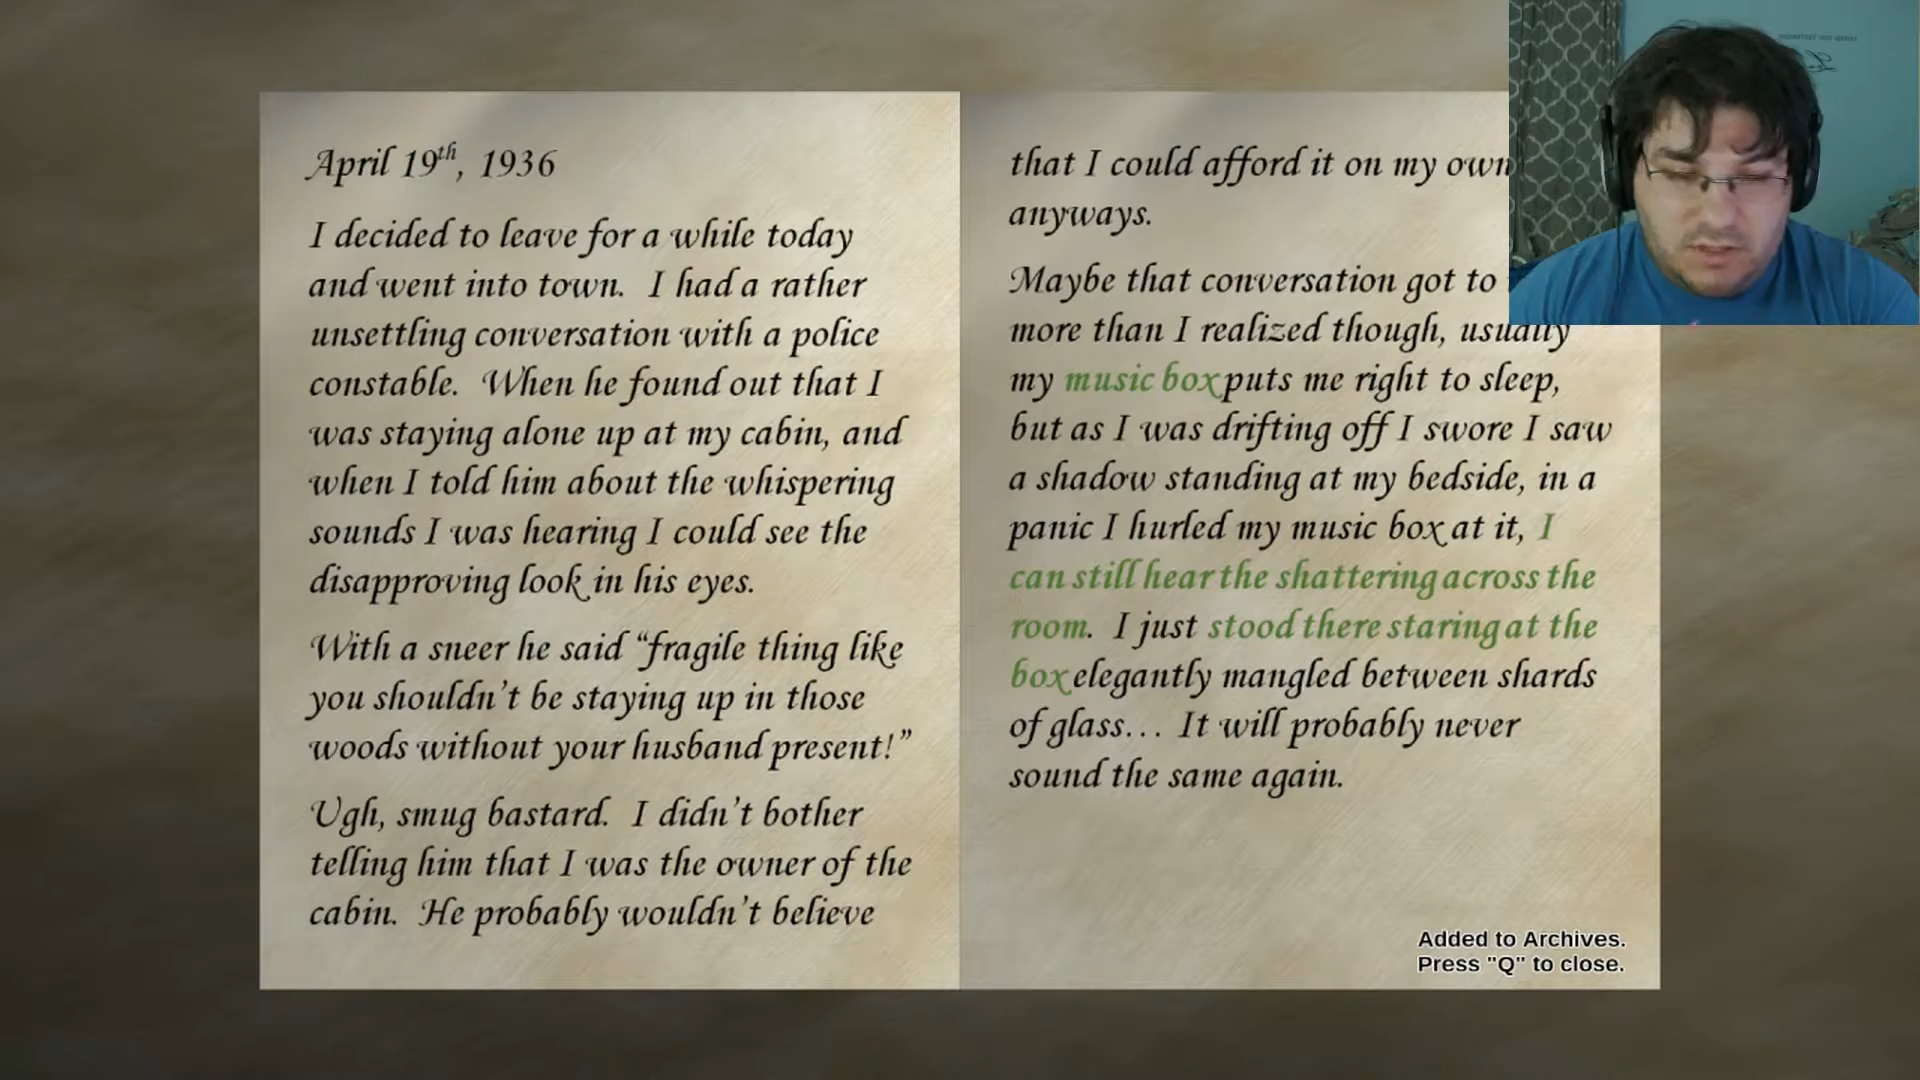 April 19th, 1936
I decided to leave for a while today
and went into town. I had a rather
unsettling conversation with a police
constable. When he found out that I
was staying alone up at my cabin, and
when I told him about the whispering
sounds I was hearing I could see the
disapproving look in his eyes.
With a sneer he said “fragile thing like
you shouldn’t be staying up in those
woods without your husband present!”
Ugh, smug bastard. I didn’t bother
telling him that I was the owner of the
cabin. He probably wouldn’t believe
that I could afford it on my own
anyways.
Maybe that conversation got to
more than I realized though, usually
my music box puts me right to sleep,
but as I was drifting off I swore I saw
a shadow standing at my bedside, in a
panic I hurled my music box at it, I
can still hear the shattering across the
room. I just stood there staring at the
box elegantly mangled between shards
of glass… It will probably never
sound the same again.
Added to Archives.
Press "Q" to close.